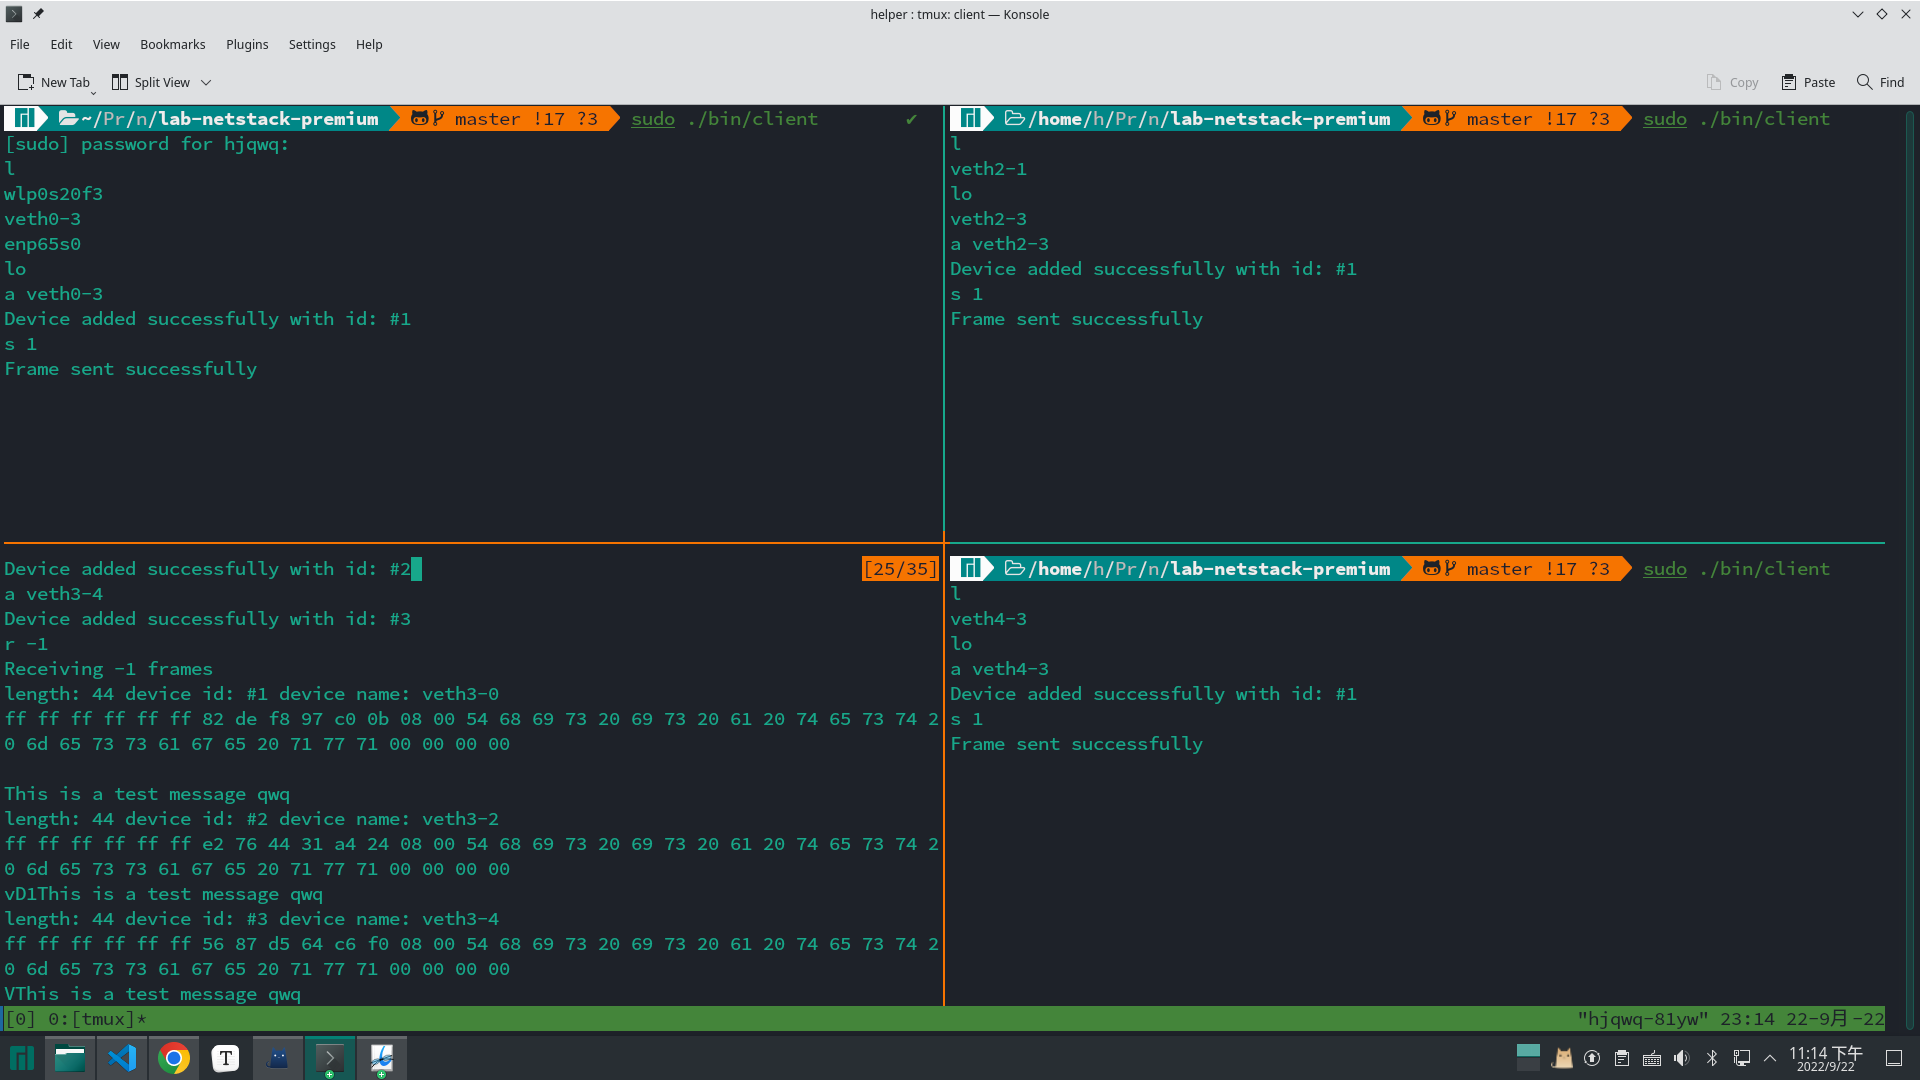 helper : tmux: client — Konsole
File Edit View Bookmarks Plugins Settings Help
New Tab Split View Copy Paste Find
~/Pr/n/lab-netstack-premium master !17 ?3 sudo ./bin/client ✔
[sudo] password for hjqwq:
l
wlp0s20f3
veth0-3
enp65s0
lo
a veth0-3
Device added successfully with id: #1
s 1
Frame sent successfully
/home/h/Pr/n/lab-netstack-premium master !17 ?3 sudo ./bin/client
l
veth2-1
lo
veth2-3
a veth2-3
Device added successfully with id: #1
s 1
Frame sent successfully
Device added successfully with id: #2 [25/35]
a veth3-4
Device added successfully with id: #3
r -1
Receiving -1 frames
length: 44 device id: #1 device name: veth3-0
ff ff ff ff ff ff 82 de f8 97 c0 0b 08 00 54 68 69 73 20 69 73 20 61 20 74 65 73 74 2
0 6d 65 73 73 61 67 65 20 71 77 71 00 00 00 00
This is a test message qwq
length: 44 device id: #2 device name: veth3-2
ff ff ff ff ff ff e2 76 44 31 a4 24 08 00 54 68 69 73 20 69 73 20 61 20 74 65 73 74 2
0 6d 65 73 73 61 67 65 20 71 77 71 00 00 00 00
vD1This is a test message qwq
length: 44 device id: #3 device name: veth3-4
ff ff ff ff ff ff 56 87 d5 64 c6 f0 08 00 54 68 69 73 20 69 73 20 61 20 74 65 73 74 2
0 6d 65 73 73 61 67 65 20 71 77 71 00 00 00 00
VThis is a test message qwq
/home/h/Pr/n/lab-netstack-premium master !17 ?3 sudo ./bin/client
l
veth4-3
lo
a veth4-3
Device added successfully with id: #1
s 1
Frame sent successfully
[0] 0:[tmux]* "hjqwq-81yw" 23:14 22-9月-22
T
11:14 下午
2022/9/22